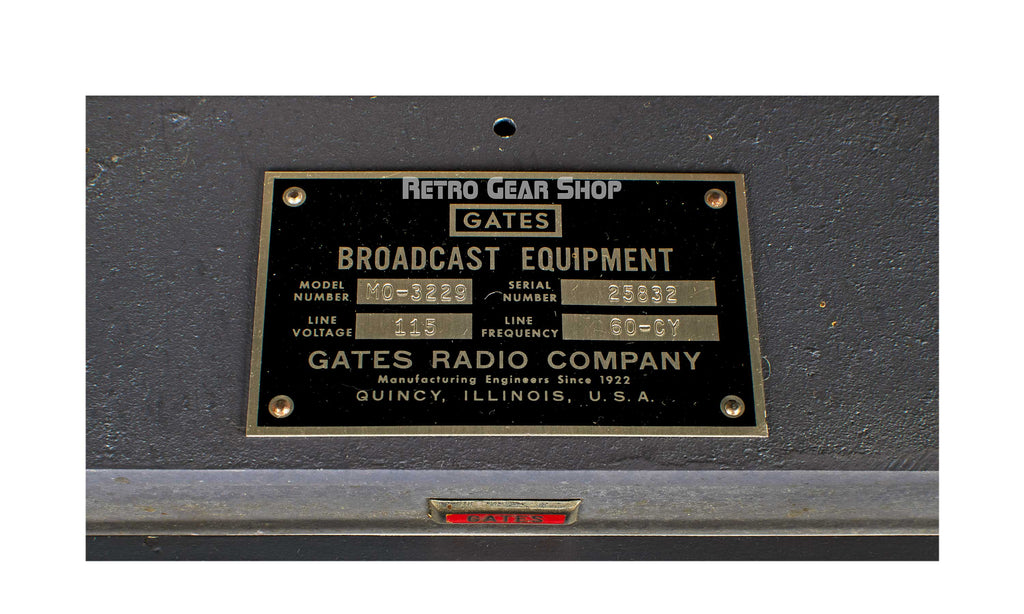 RETRO GEAR SHOP
GATES
BROADCAST EQUIPMENT
MODEL NUMBER MO-3229 SERIAL NUMBER 25832
LINE VOLTAGE 115 LINE FREQUENCY 60-CY
GATES RADIO COMPANY
Manufacturing Engineers Since 1922
QUINCY, ILLINOIS, U.S.A.
GATES